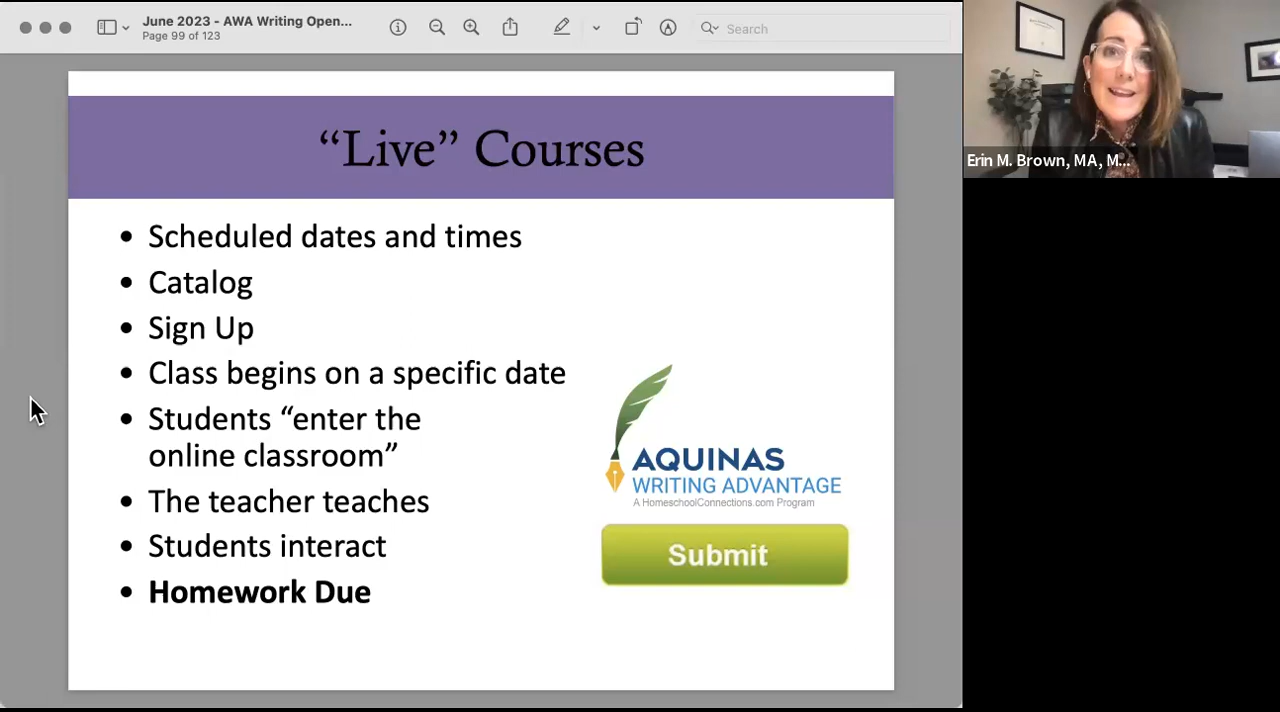 June 2023 - AWA Writing Open...
Page 99 of 123
Search
“Live” Courses
• Scheduled dates and times
• Catalog
• Sign Up
• Class begins on a specific date
• Students “enter the
online classroom”
• The teacher teaches
• Students interact
• Homework Due
AQUINAS
WRITING ADVANTAGE
A HomeschoolConnections.com Program
Submit
Erin M. Brown, MA, M...